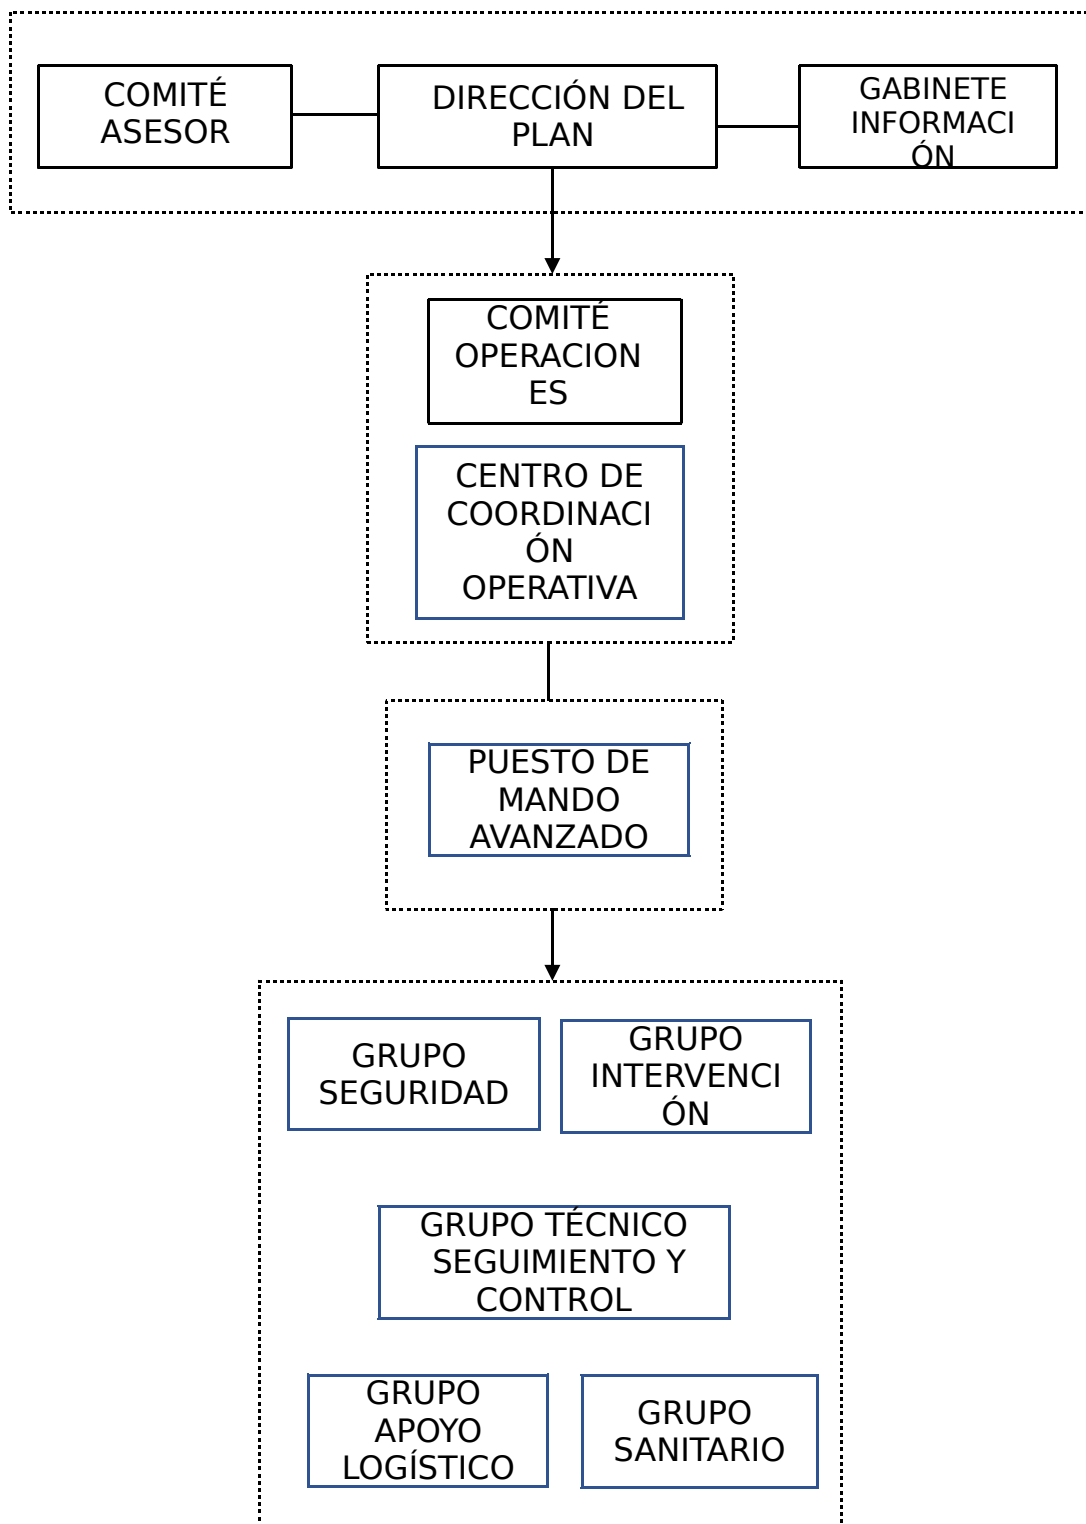 COMITÉ
ASESOR
DIRECCIÓN DEL
PLAN
GABINETE
INFORMACI
ÓN
COMITÉ
OPERACION
ES
CENTRO DE
COORDINACI
ÓN
OPERATIVA
PUESTO DE
MANDO
AVANZADO
GRUPO
SEGURIDAD
GRUPO
INTERVENCI
ÓN
GRUPO TÉCNICO
SEGUIMIENTO Y
CONTROL
GRUPO
APOYO
LOGÍSTICO
GRUPO
SANITARIO